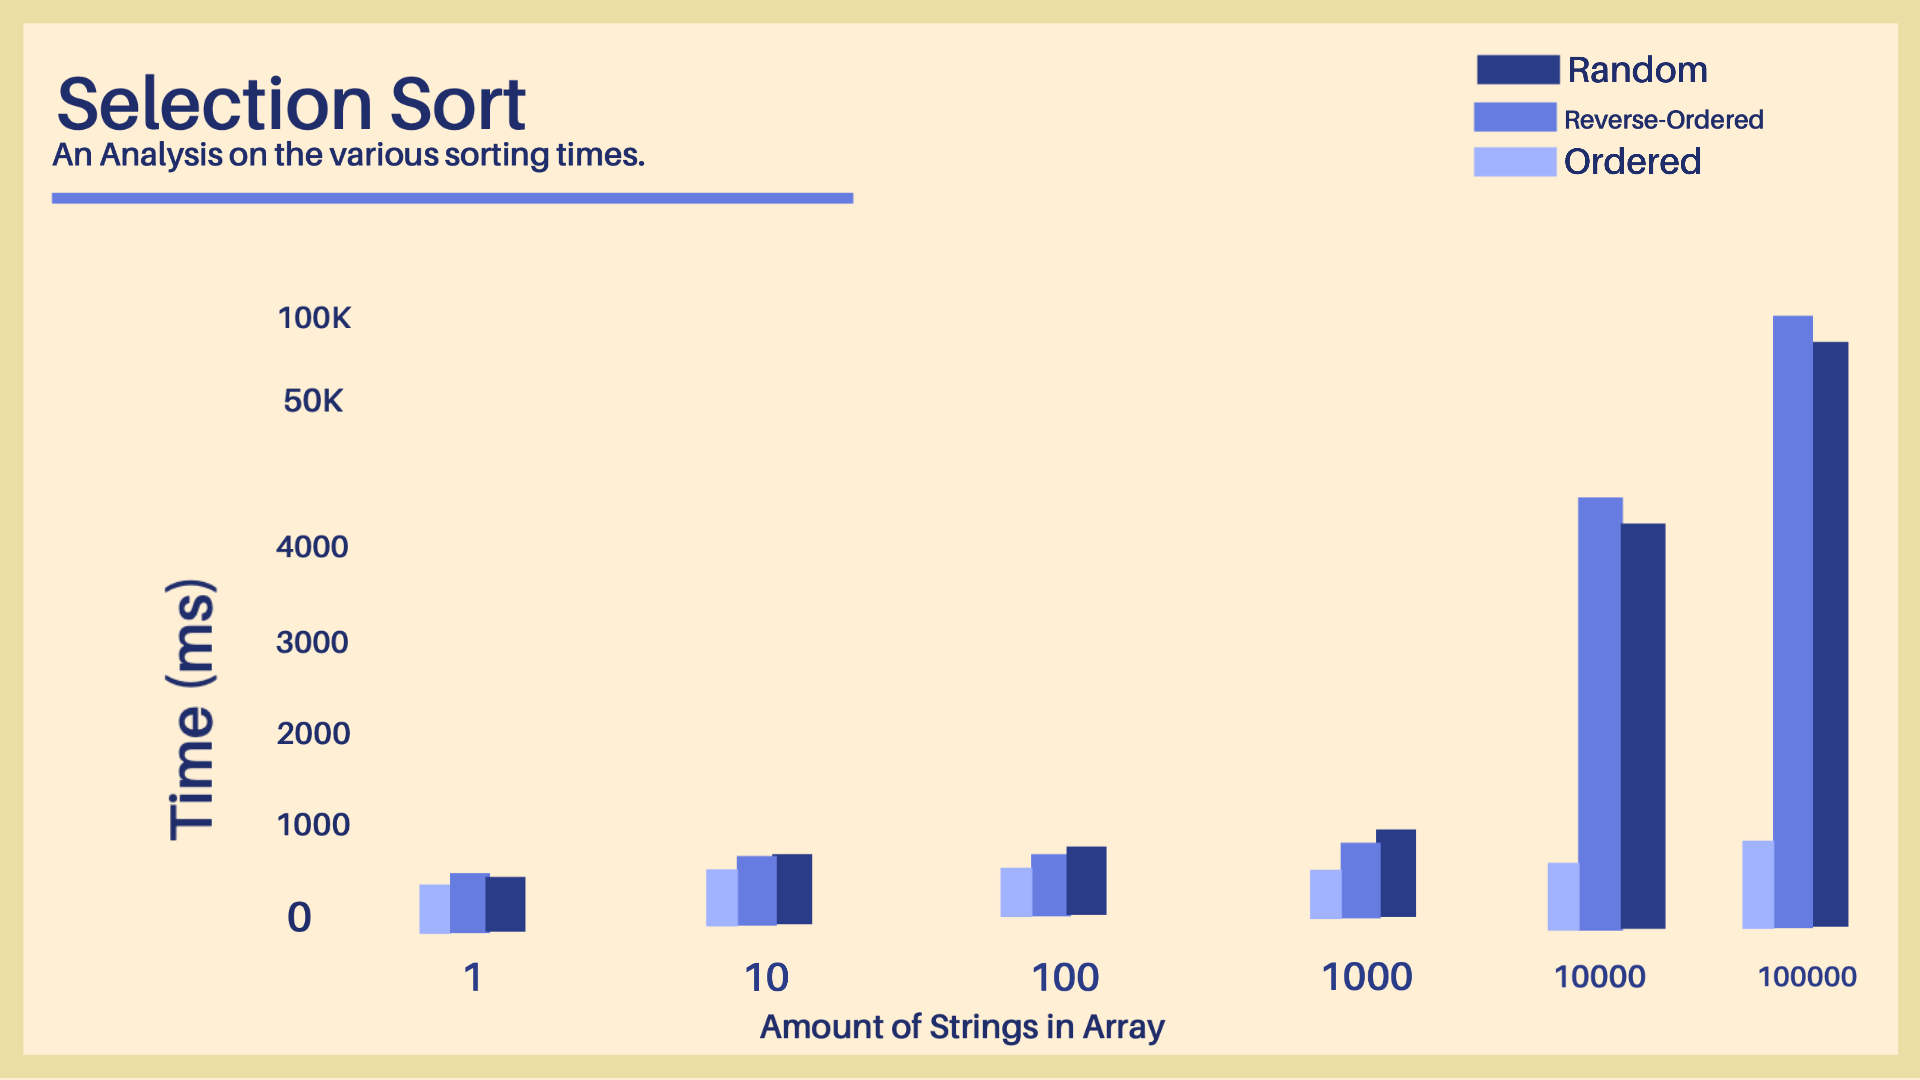 Selection Sort
An Analysis on the various sorting times.
Random
Reverse-Ordered
Ordered
100K
50K
4000
3000
2000
1000
0
Time (ms)
1 10 100 1000 10000 100000
Amount of Strings in Array